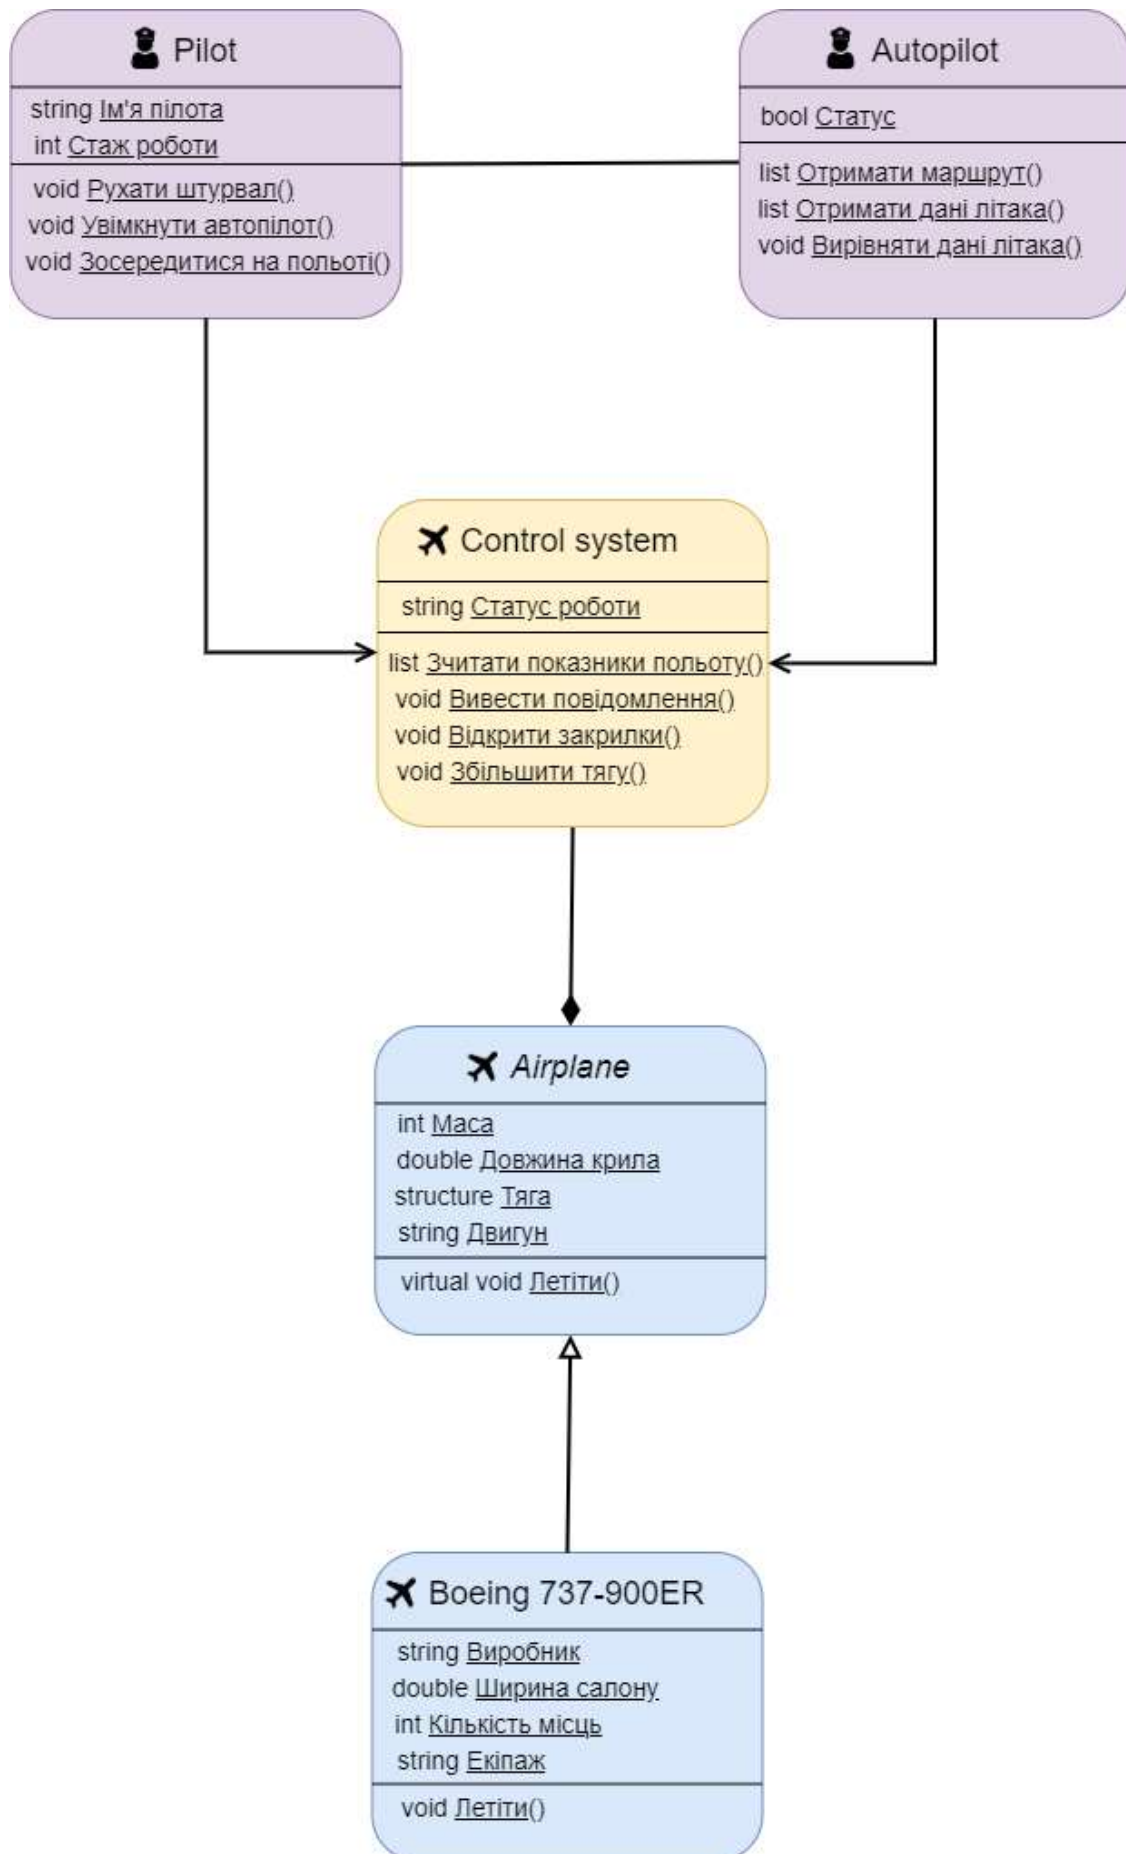 Pilot
string Ім'я пілота
int Стаж роботи
void Рухати штурвал()
void Увімкнути автопілот()
void Зосередитися на польоті()
Autopilot
bool Статус
list Отримати маршрут()
list Отримати дані літака()
void Вирівняти дані літака()
Control system
string Статус роботи
list Зчитати показники польоту()
void Вивести повідомлення()
void Відкрити закрилки()
void Збільшити тягу()
Airplane
int Маса
double Довжина крила
structure Тяга
string Двигун
virtual void Летіти()
Boeing 737-900ER
string Виробник
double Ширина салону
int Кількість місць
string Екіпаж
void Летіти()